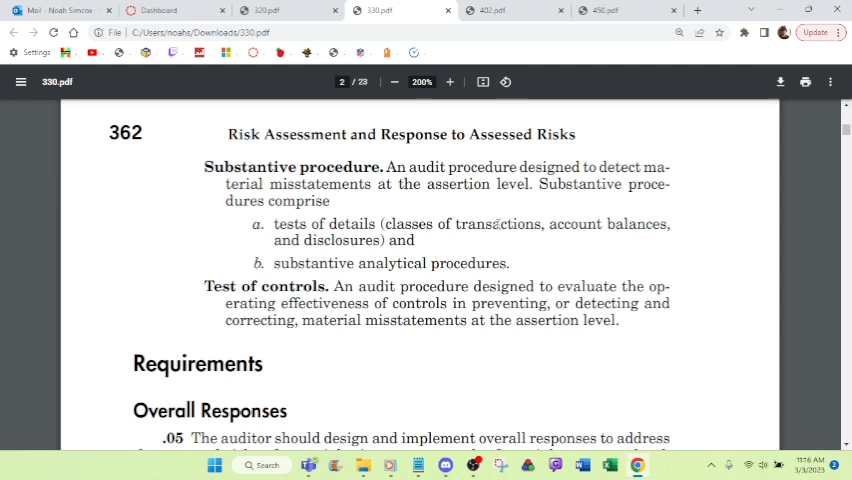 Mail - Noah Simcox - O
Dashboard
320.pdf
330.pdf
402.pdf
450.pdf
File
C:/Users/noahs/Downloads/330.pdf
Update
Settings
330.pdf
2 / 23
200%
362
Risk Assessment and Response to Assessed Risks
Substantive procedure. An audit procedure designed to detect ma-
terial misstatements at the assertion level. Substantive proce-
dures comprise
a. tests of details (classes of transactions, account balances,
and disclosures) and
b. substantive analytical procedures.
Test of controls. An audit procedure designed to evaluate the op-
erating effectiveness of controls in preventing, or detecting and
correcting, material misstatements at the assertion level.
Requirements
Overall Responses
.05 The auditor should design and implement overall responses to address
Search
11:16 AM
3/3/2023
2